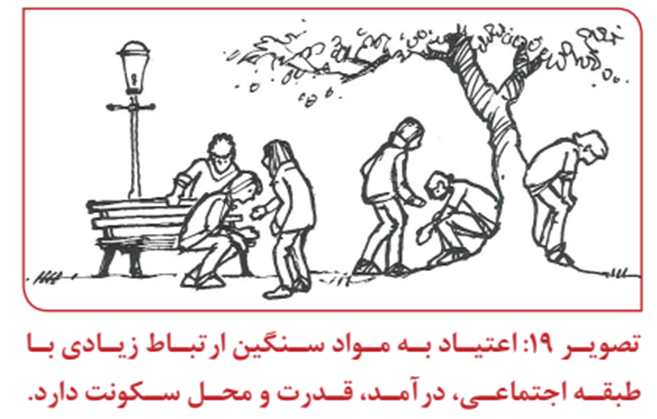 تصویر ۱۹: اعتیاد به مواد سنگین ارتباط زیادی با
طبقه اجتماعی، درآمد، قدرت و محل سکونت دارد.